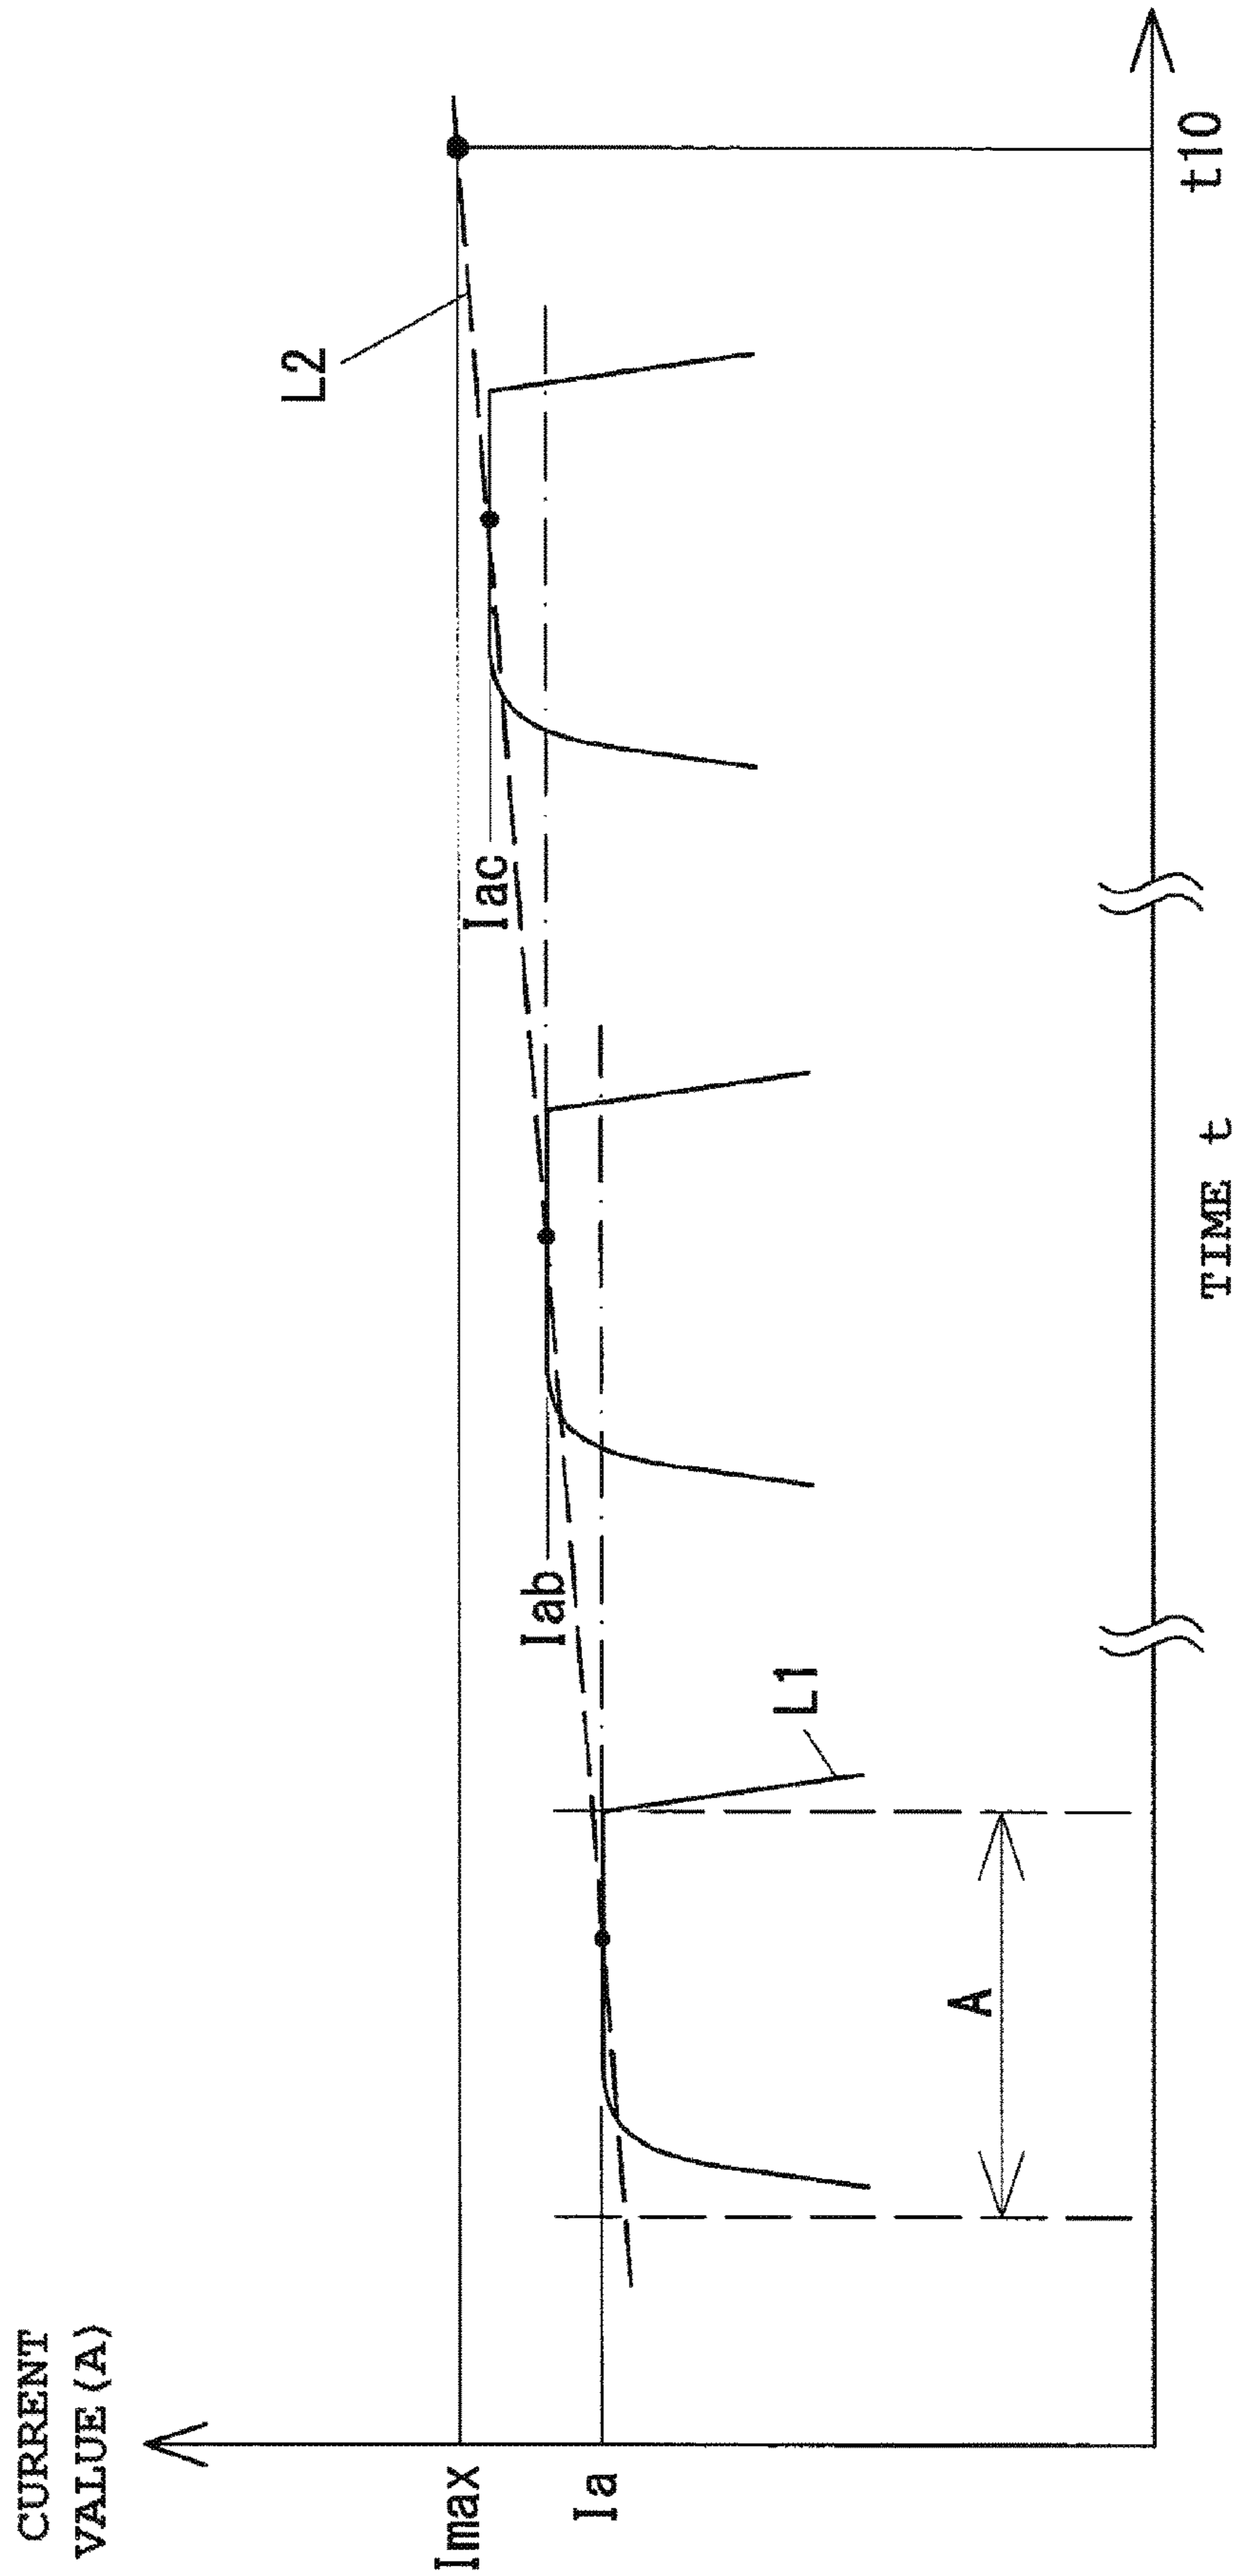 CURRENT
VALUE(A)
Imax
Ia
Iab
Iac
L2
L1
A
TIME t
t10